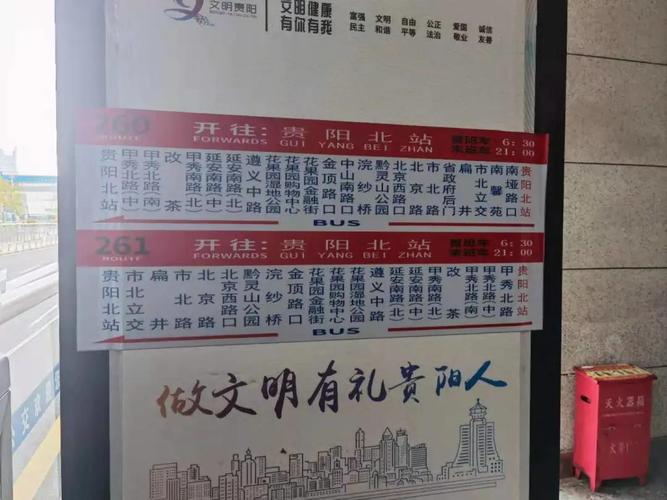 文明贵阳
文明健康
有你有我
富强 文明 自由 公正 爱国 诚信
民主 和谐 平等 法治 敬业 友善
260 开往：贵阳北站 首班车 6:30
ROUTE FORWARDS GUI YANG BEI ZHAN 末班车 21:00
贵阳北站
甲秀北路(中)
甲秀北路(南)
改茶
甲秀南路(北)
延安南路(中)
延安南路(北)
遵义中路
花果园湿地公园
花果园购物中心
花果园金融街
金顶路口
中山南路
浣纱桥
黔灵山公园
北京西路口
北京路口
市北路
省政府后门
市北立交
南馨苑
南垭路口
贵阳北站
BUS
261 开往：贵阳北站 首班车 6:30
ROUTE FORWARDS GUI YANG BEI ZHAN 末班车 21:00
贵阳北站
市北立交
扁井
市北路
北京路口
北京西路口
黔灵山公园
浣纱桥
金顶路口
花果园金融街
花果园购物中心
花果园湿地公园
遵义中路
延安南路(北)
延安南路(中)
甲秀南路(北)
改茶
甲秀北路(南)
甲秀北路(中)
甲秀北路
贵阳北站
BUS
做文明有礼贵阳人
灭火器箱